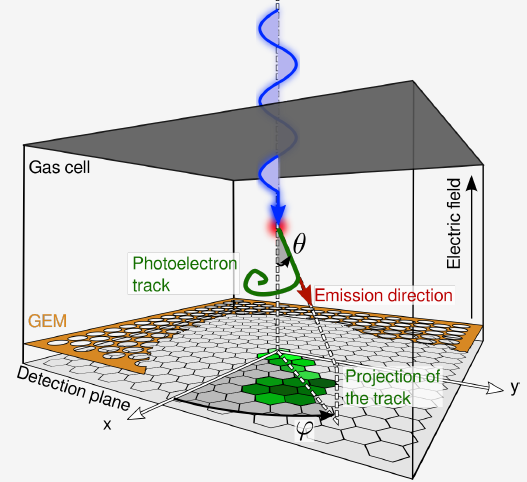 Gas cell
Electric field
θ
Photoelectron
track
Emission direction
GEM
Detection plane
Projection of
the track
y
x
φ